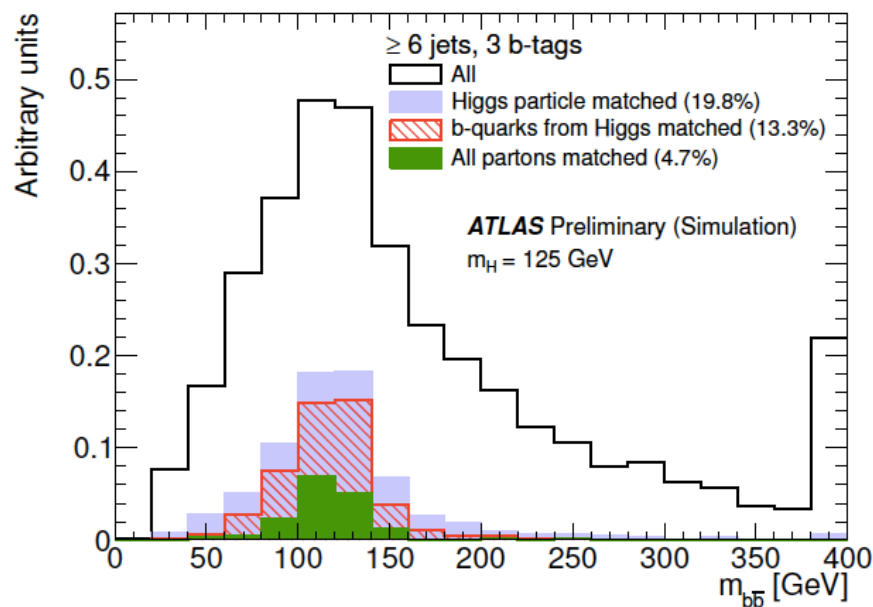 ≥ 6 jets, 3 b-tags
All
Higgs particle matched (19.8%)
b-quarks from Higgs matched (13.3%)
All partons matched (4.7%)
ATLAS Preliminary (Simulation)
m_H = 125 GeV
Arbitrary units
0.5
0.4
0.3
0.2
0.1
0
0 50 100 150 200 250 300 350 400
m_bb̅ [GeV]